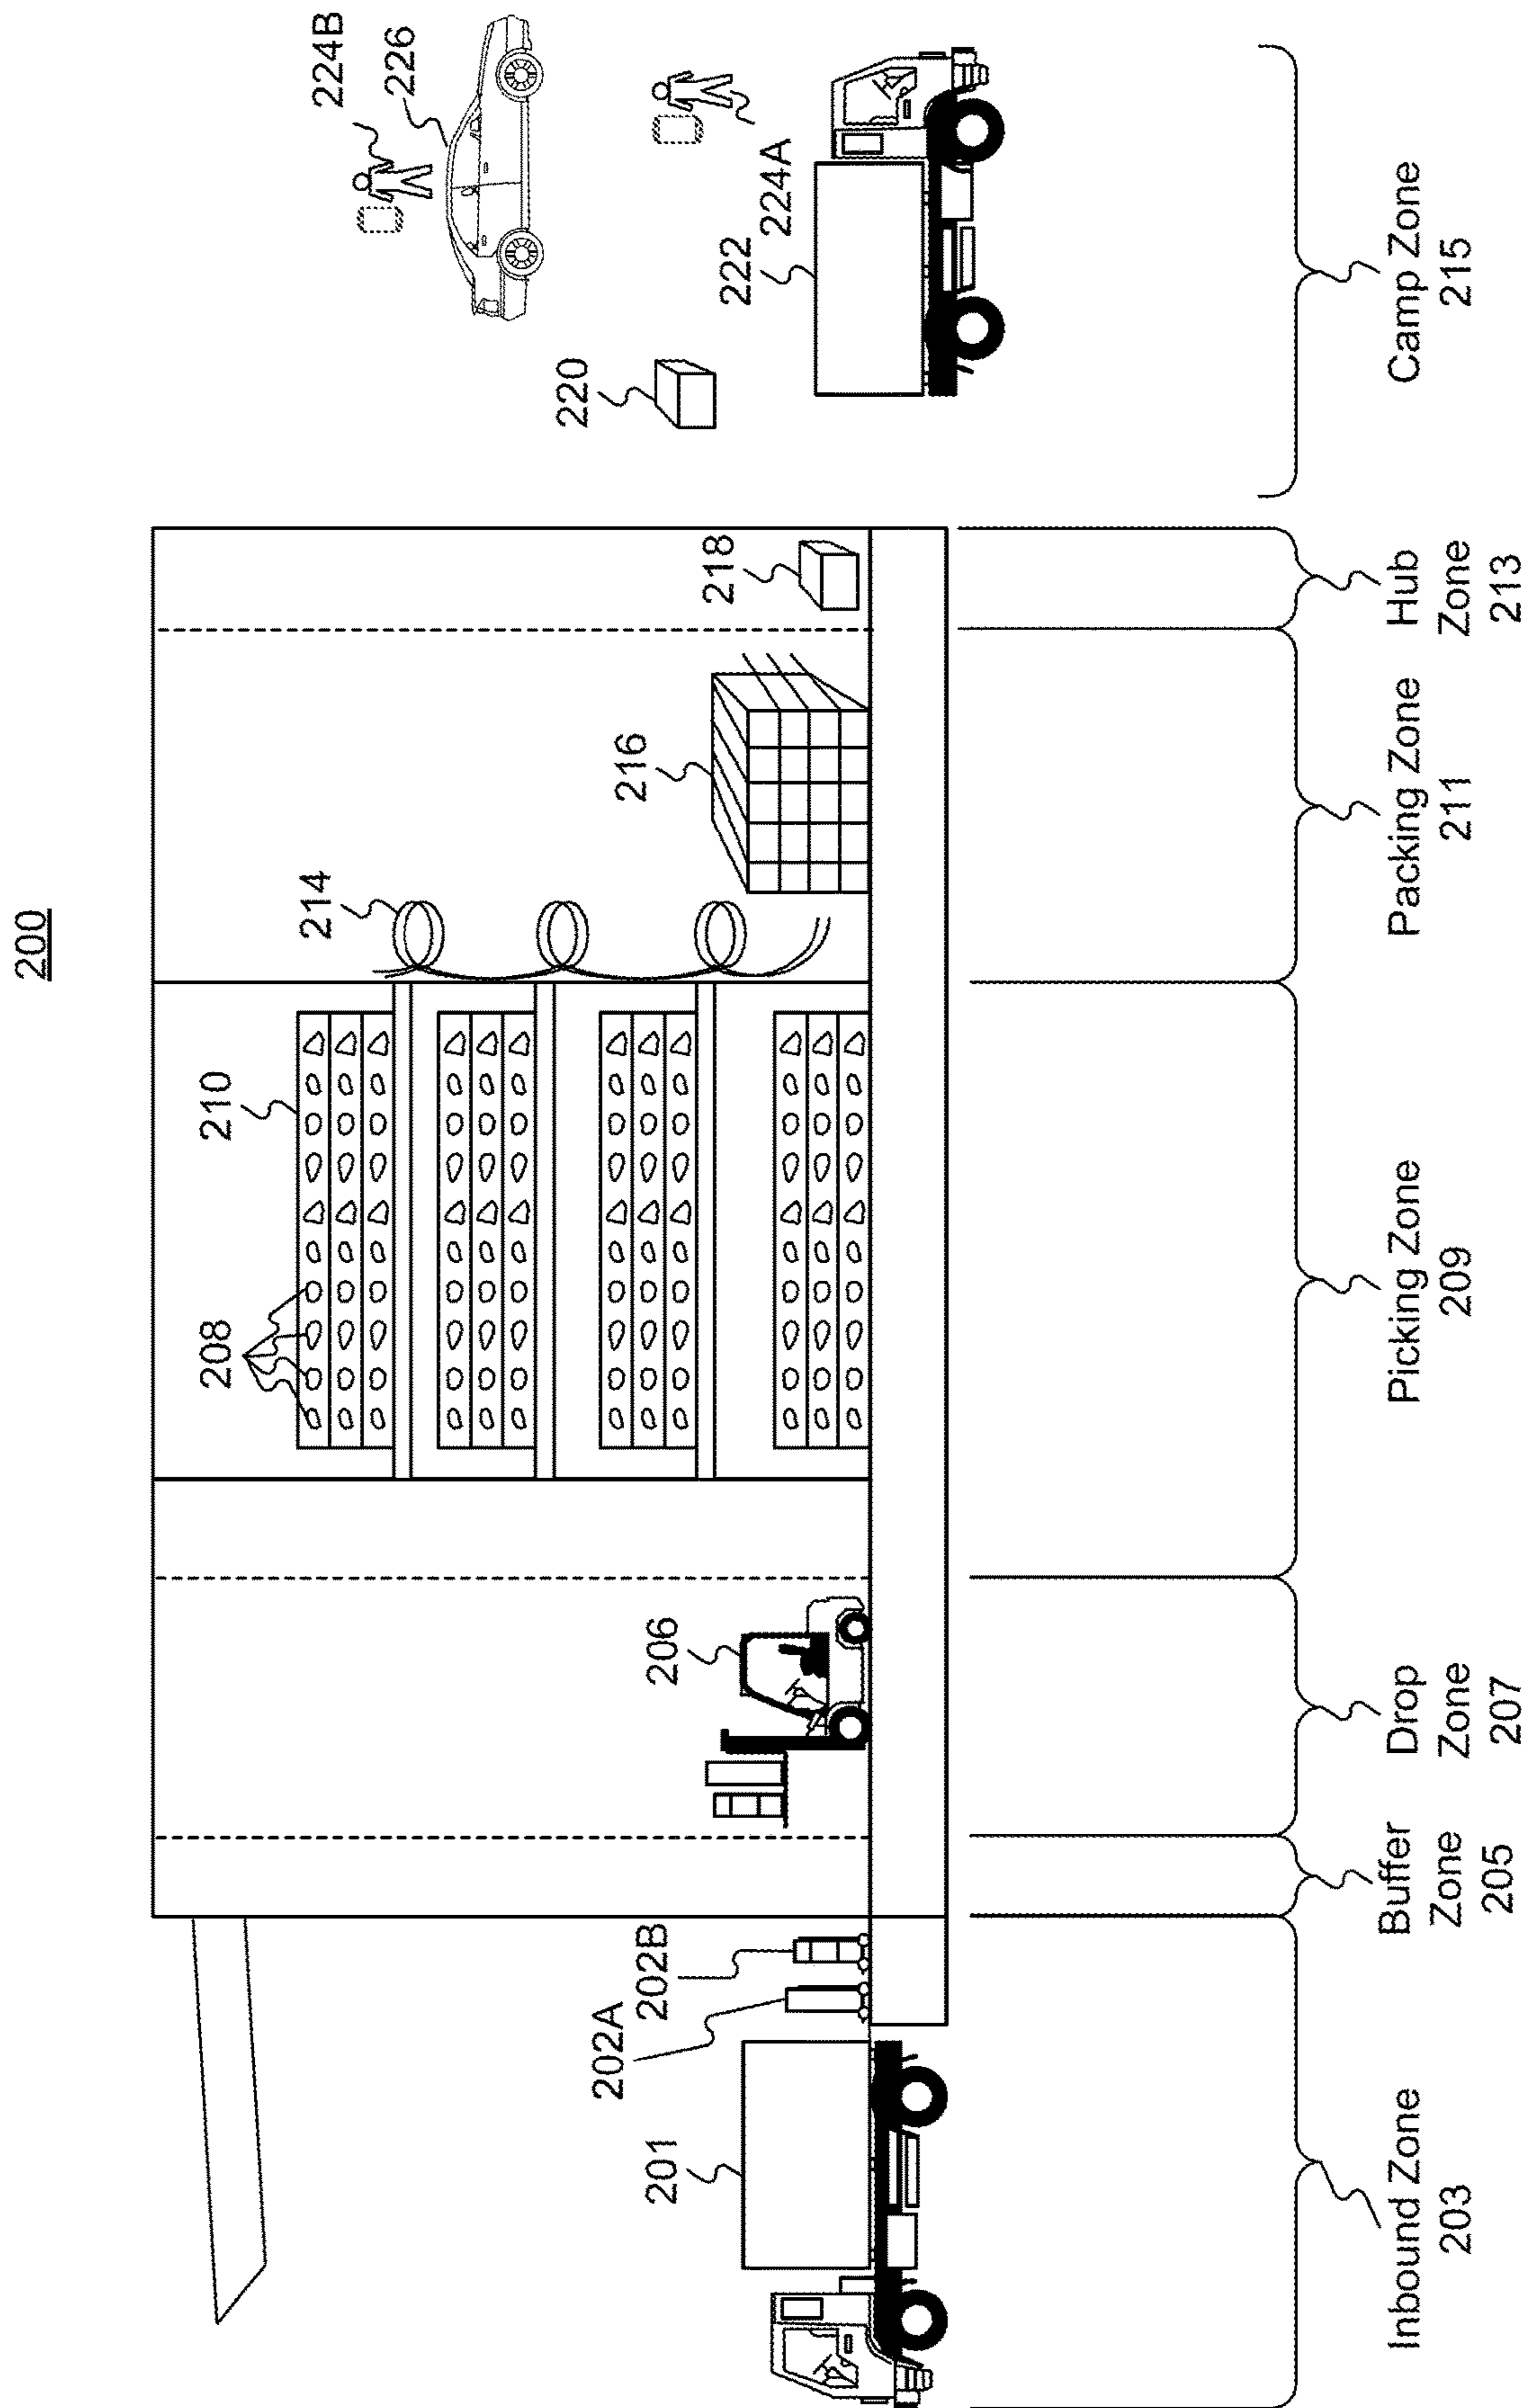 200
224B
226
224A
222
220
218
216
214
210
208
206
202B
202A
201
Inbound Zone
203
Buffer
Zone
205
Drop
Zone
207
Picking Zone
209
Packing Zone
211
Hub
Zone
213
Camp Zone
215